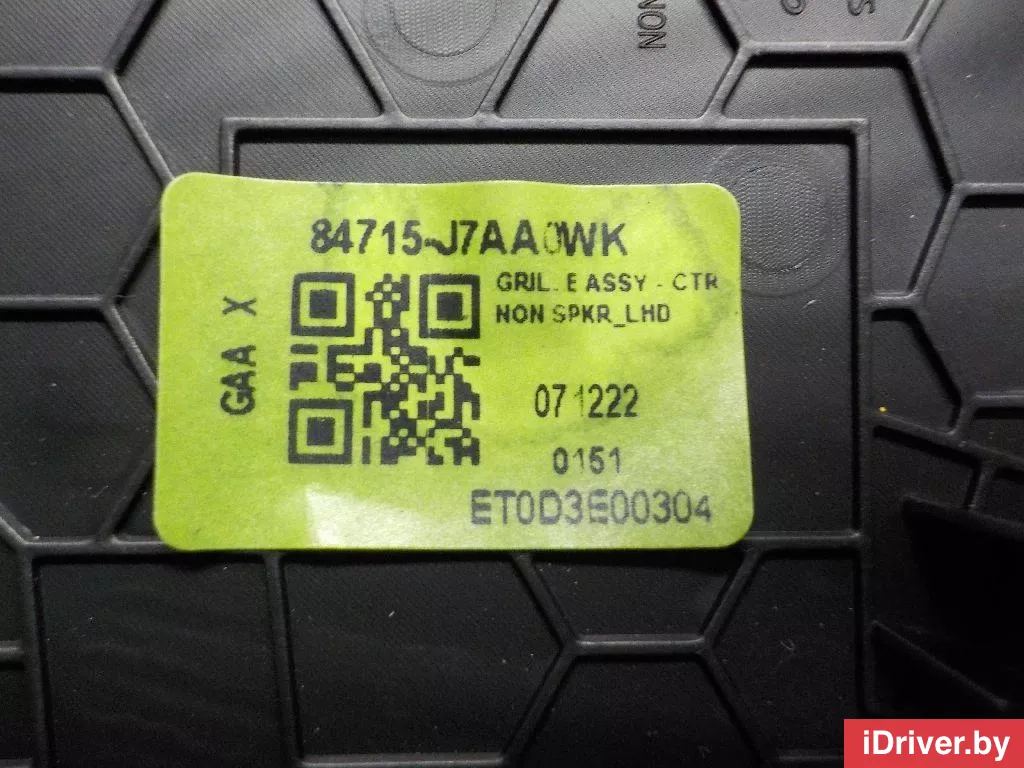 NON
84715-J7AA0WK
GRILLE ASSY - CTR
NON SPKR_LHD
GAA X
071222
0151
ET0D3E00304
iDriver.by